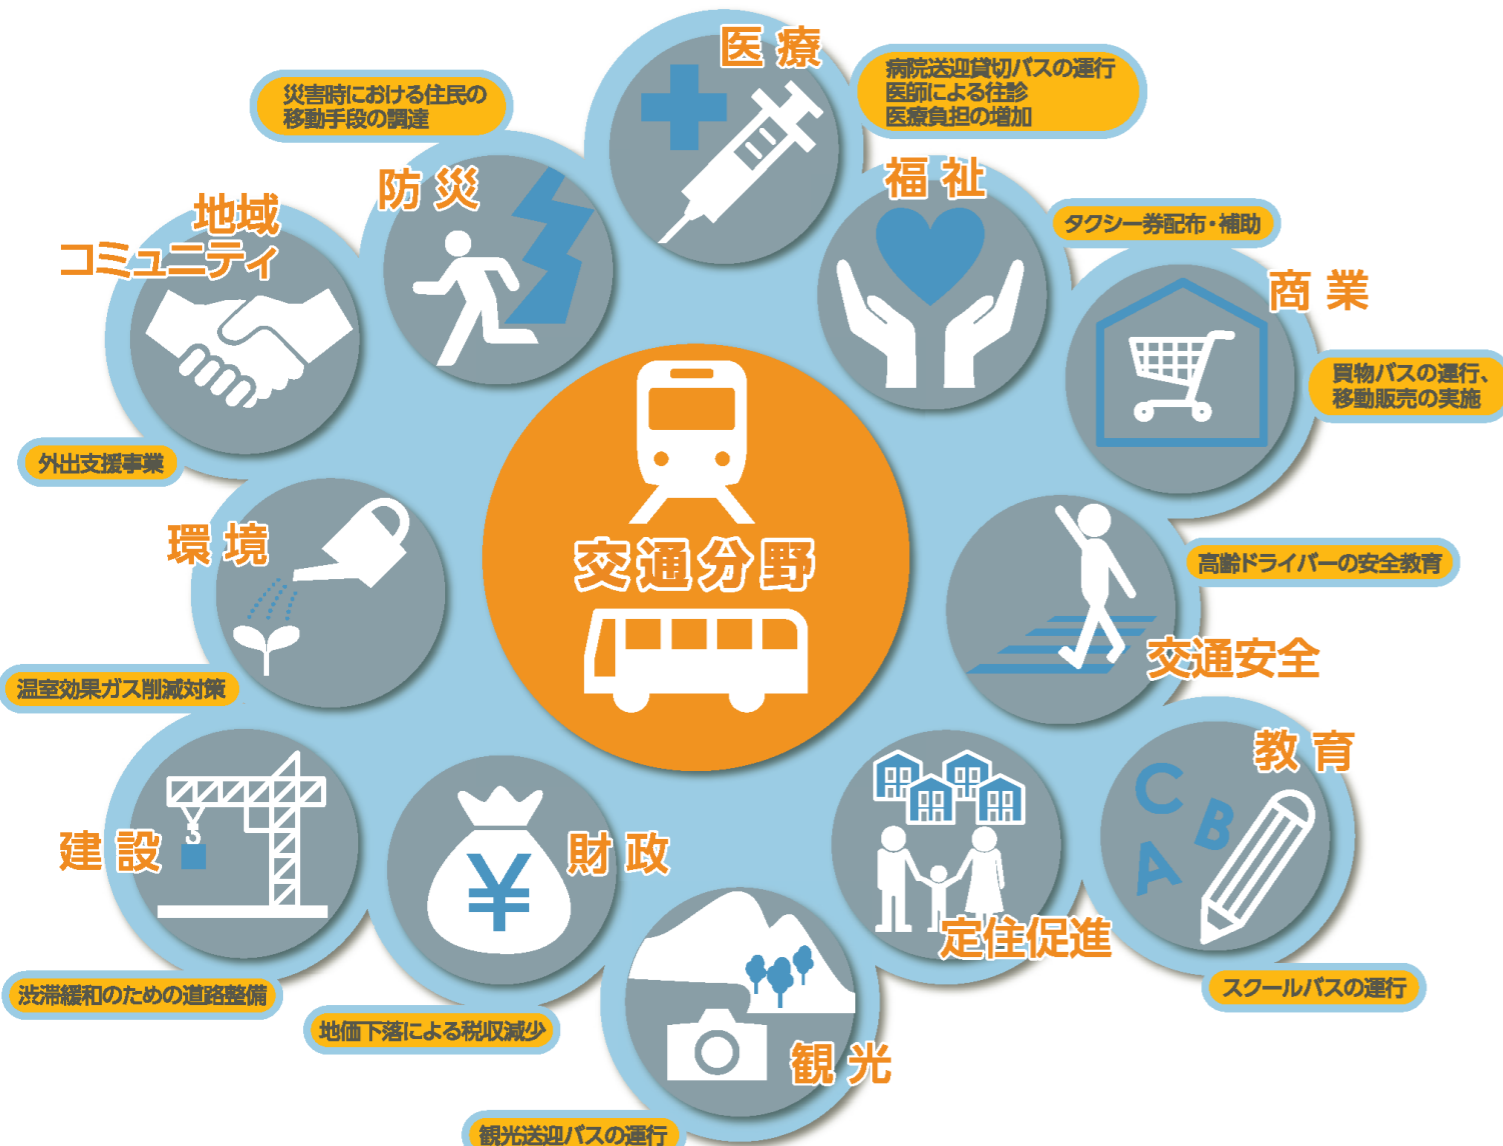 医療
病院送迎貸切バスの運行
医師による往診
医療負担の増加
災害時における住民の
移動手段の調達
防災
福祉
タクシー券配布・補助
地域
コミュニティ
商業
買物バスの運行、
移動販売の実施
外出支援事業
環境
交通分野
高齢ドライバーの安全教育
交通安全
温室効果ガス削減対策
教育
C
B
A
建設
¥
財政
定住促進
渋滞緩和のための道路整備
スクールバスの運行
地価下落による税収減少
観光
観光送迎バスの運行